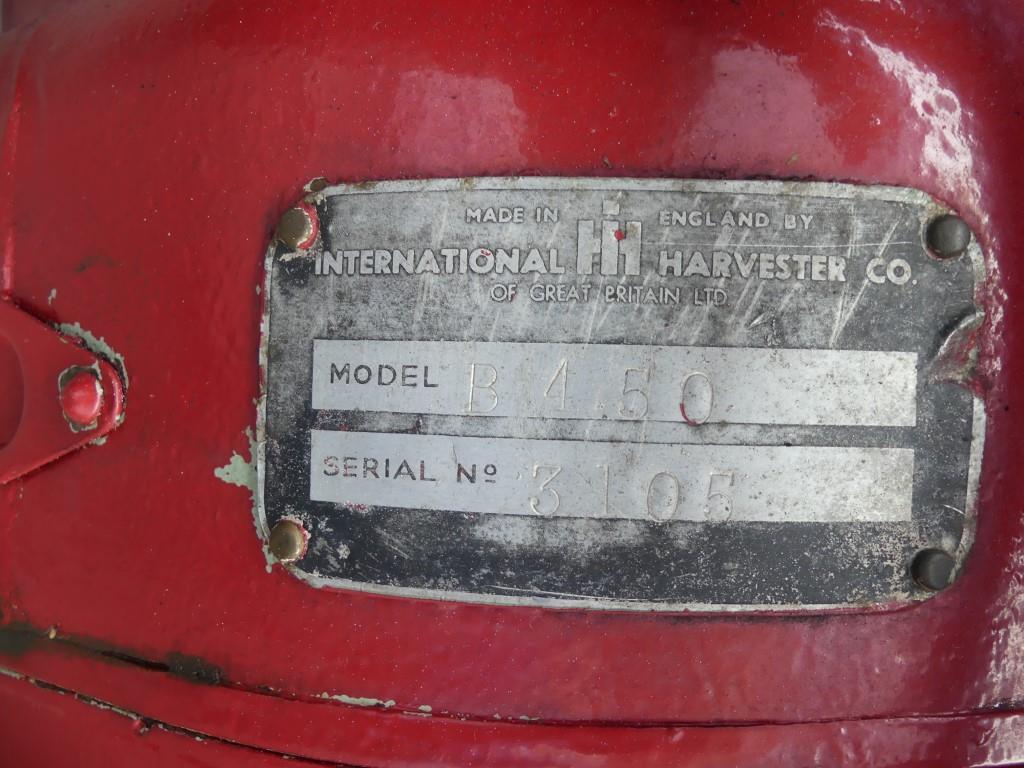 MADE IN IH ENGLAND BY
INTERNATIONAL HARVESTER CO.
OF GREAT BRITAIN LTD
MODEL B 450
SERIAL Nº 3105